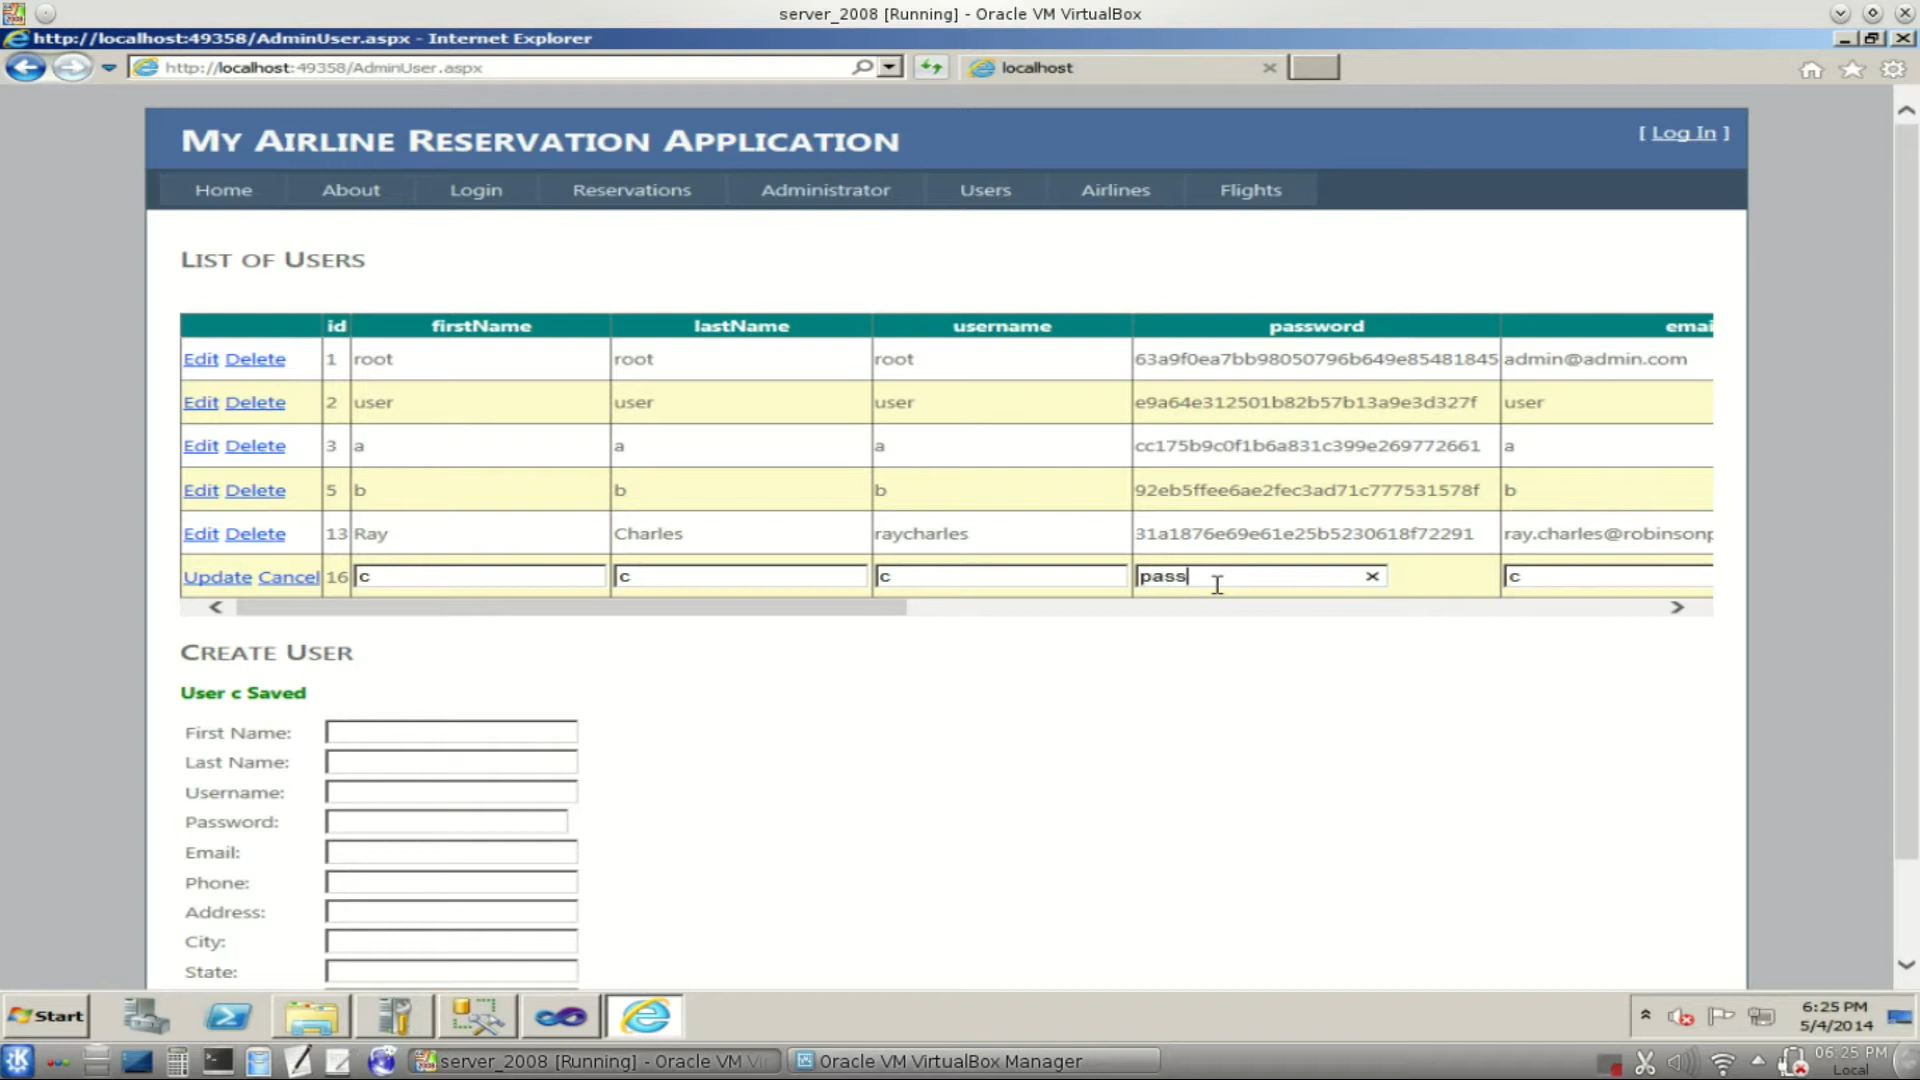 server_2008 [Running] - Oracle VM VirtualBox
http://localhost:49358/AdminUser.aspx - Internet Explorer
http://localhost:49358/AdminUser.aspx
localhost
MY AIRLINE RESERVATION APPLICATION
[ Log In ]
Home About Login Reservations Administrator Users Airlines Flights
LIST OF USERS
id firstName lastName username password emai
Edit Delete 1 root root root 63a9f0ea7bb98050796b649e85481845 admin@admin.com
Edit Delete 2 user user user e9a64e312501b82b57b13a9e3d327f user
Edit Delete 3 a a a cc175b9c0f1b6a831c399e269772661 a
Edit Delete 5 b b b 92eb5ffee6ae2fec3ad71c777531578f b
Edit Delete 13 Ray Charles raycharles 31a1876e69e61e25b5230618f72291 ray.charles@robinsonp
Update Cancel 16 c c c pass c
CREATE USER
User c Saved
First Name:
Last Name:
Username:
Password:
Email:
Phone:
Address:
City:
State:
Start
6:25 PM
5/4/2014
server_2008 [Running] - Oracle VM Vi
Oracle VM VirtualBox Manager
06:25 PM
Local